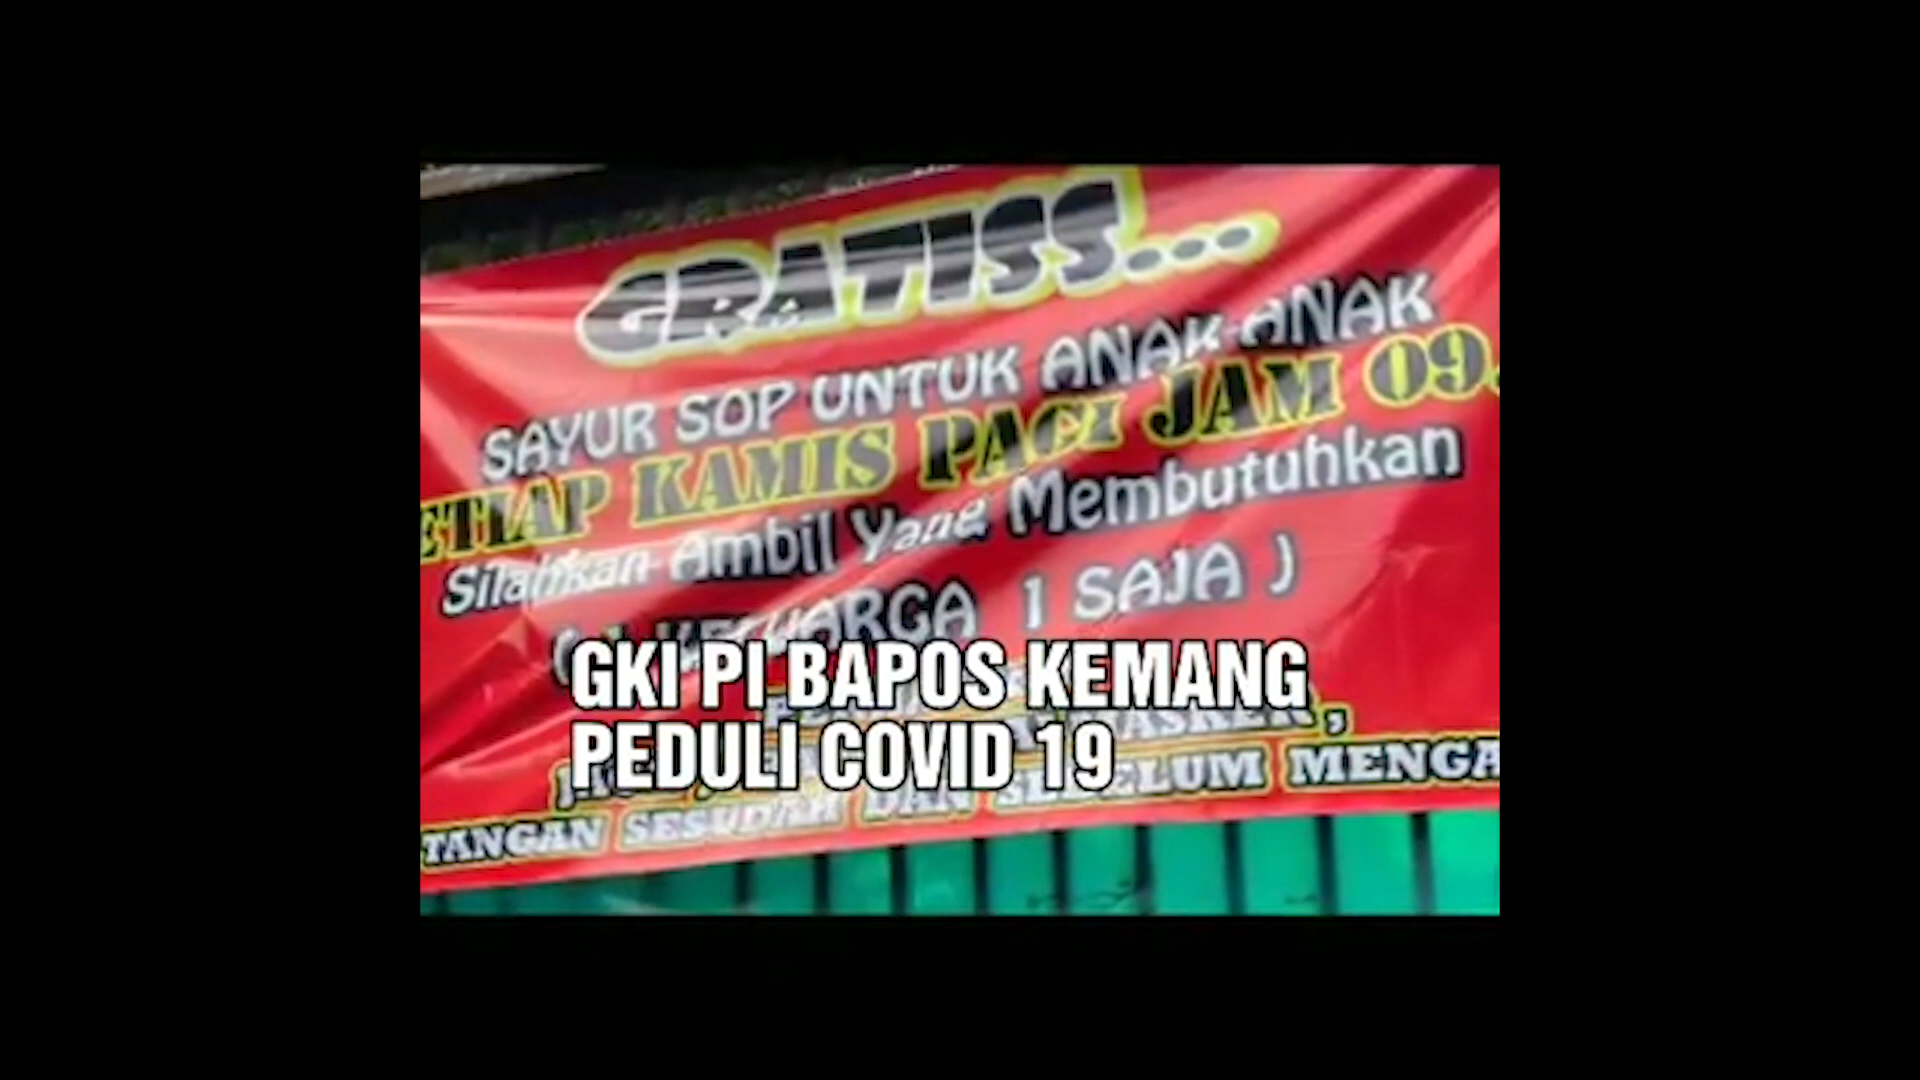 GRATISS...
SAYUR SOP UNTUK ANAK-ANAK
ETIAP KAMIS PAGI JAM 09.
Silahkan Ambil Yang Membutuhkan
( 1 KELUARGA 1 SAJA )
GKI PI BAPOS KEMANG
MASKER,
PEDULI COVID 19
SEBELUM MENGA
TANGAN SESUDAH DAN